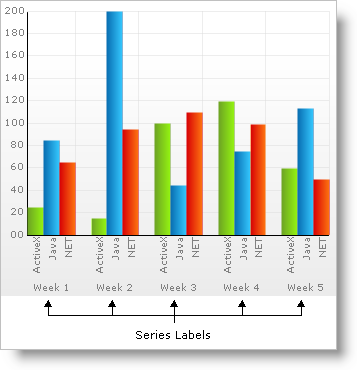 200
180
160
140
120
100
80
60
40
20
00
ActiveX
Java
NET
ActiveX
Java
NET
ActiveX
Java
NET
ActiveX
Java
NET
ActiveX
Java
NET
Week 1
Week 2
Week 3
Week 4
Week 5
Series Labels